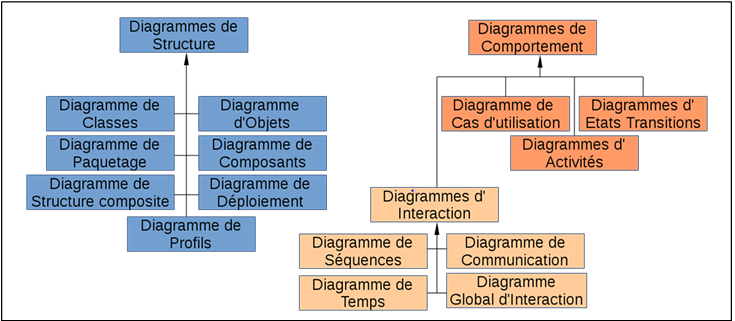 Diagrammes de
Structure
Diagramme de
Classes
Diagramme
d'Objets
Diagramme de
Paquetage
Diagramme de
Composants
Diagramme de
Structure composite
Diagramme de
Déploiement
Diagramme de
Profils
Diagrammes de
Comportement
Diagramme de
Cas d'utilisation
Diagrammes d'
Etats Transitions
Diagrammes d'
Activités
Diagrammes d'
Interaction
Diagramme de
Séquences
Diagramme de
Communication
Diagramme de
Temps
Diagramme
Global d'Interaction